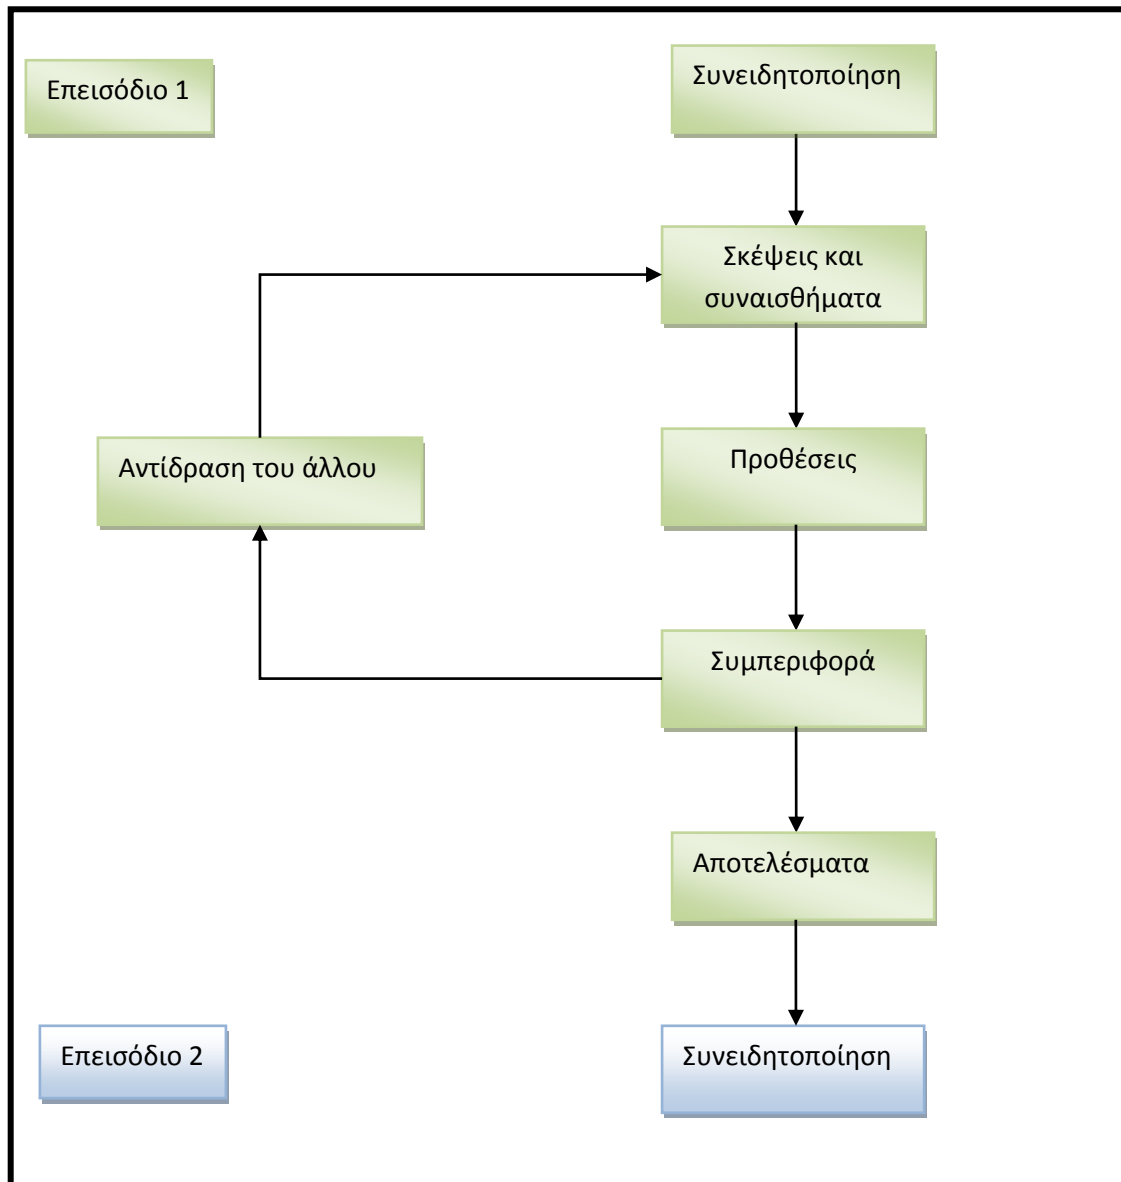 Επεισόδιο 1
Συνειδητοποίηση
Σκέψεις και
συναισθήματα
Αντίδραση του άλλου
Προθέσεις
Συμπεριφορά
Αποτελέσματα
Επεισόδιο 2
Συνειδητοποίηση